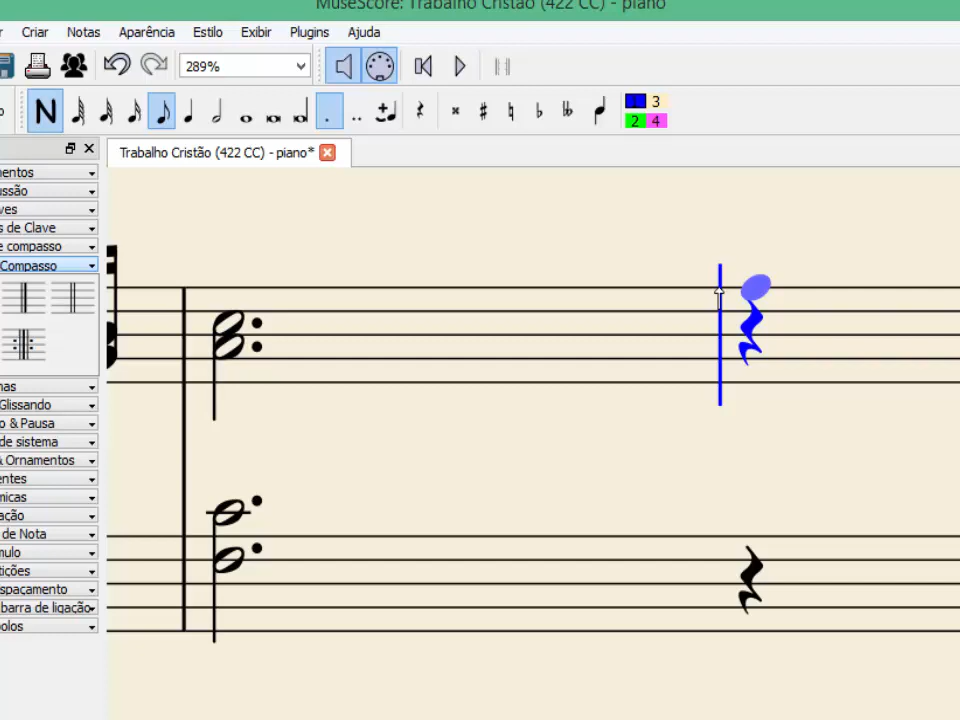 MuseScore: Trabalho Cristão (422 CC) - piano
r Criar Notas Aparência Estilo Exibir Plugins Ajuda
289%
N 1 3
2 4
Trabalho Cristão (422 CC) - piano*
nentos
ussão
ves
s de Clave
e compasso
Compasso
nas
Glissando
o & Pausa
de sistema
& Ornamentos
entes
micas
ação
de Nota
mulo
tições
spaçamento
barra de ligação
olos